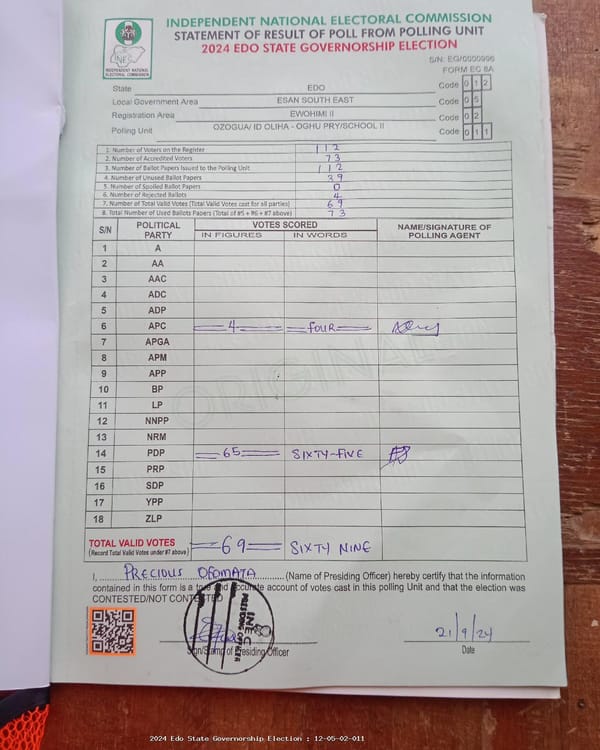 INDEPENDENT NATIONAL ELECTORAL COMMISSION
STATEMENT OF RESULT OF POLL FROM POLLING UNIT
2024 EDO STATE GOVERNORSHIP ELECTION
INEC
INDEPENDENT NATIONAL ELECTORAL COMMISSION
S/N: EG/0000996
FORM EC 8A
State EDO Code 0 1 2
Local Government Area ESAN SOUTH EAST Code 0 5
Registration Area EWOHIMI II Code 0 2
Polling Unit OZOGUA/ ID OLIHA - OGHU PRY/SCHOOL II Code 0 1 1
1. Number of Voters on the Register 112
2. Number of Accredited Voters 73
3. Number of Ballot Papers Issued to the Polling Unit 112
4. Number of Unused Ballot Papers 39
5. Number of Spoiled Ballot Papers 0
6. Number of Rejected Ballots 4
7. Number of Total Valid Votes (Total Valid Votes cast for all parties) 69
8. Total Number of Used Ballots Papers (Total of #5 + #6 + #7 above) 73
S/N POLITICAL PARTY VOTES SCORED NAME/SIGNATURE OF POLLING AGENT
IN FIGURES IN WORDS
1 A
2 AA
3 AAC
4 ADC
5 ADP
6 APC 4 FOUR
7 APGA
8 APM
9 APP
10 BP
11 LP
12 NNPP
13 NRM
14 PDP 65 SIXTY-FIVE
15 PRP
16 SDP
17 YPP
18 ZLP
ORIGINAL
TOTAL VALID VOTES 69 SIXTY NINE
(Record Total Valid Votes under #7 above)
I, PRECIOUS (Name of Presiding Officer) hereby certify that the information
contained in this form is a true and accurate account of votes cast in this polling Unit and that the election was
CONTESTED/NOT CONTESTED
INEC
PRESIDING OFFICER
21/9/24
Sign/Stamp of Presiding Officer Date
2024 Edo State Governorship Election : 12-05-02-011